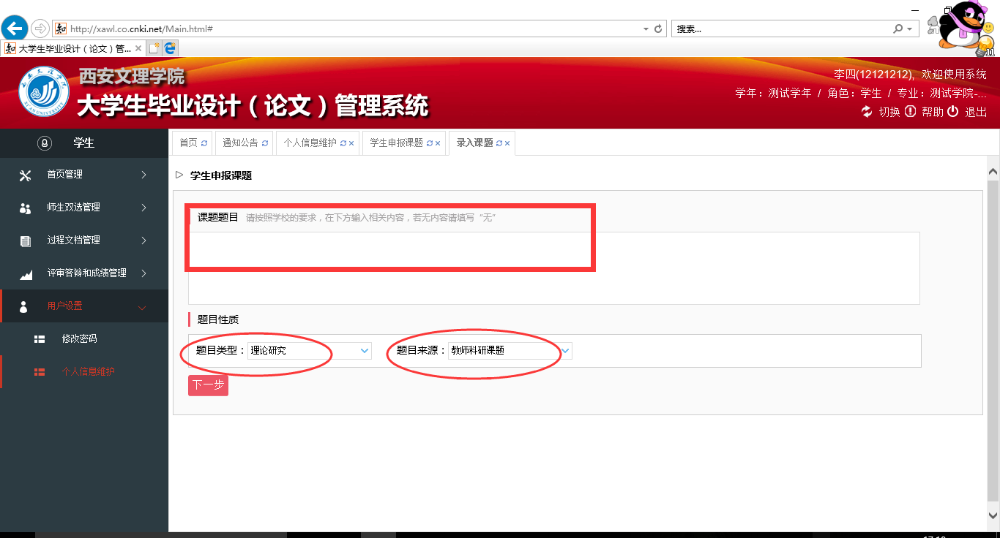 http://xawl.co.cnki.net/Main.html#
搜索...
大学生毕业设计（论文）管...
11
西安文理学院
大学生毕业设计（论文）管理系统
李四(12121212), 欢迎使用系统
学年：测试学年 / 角色：学生 / 专业：测试学院-...
切换 帮助 退出
学生
首页 通知公告 个人信息维护 学生申报课题 录入课题
首页管理
师生双选管理
过程文档管理
评审答辩和成绩管理
用户设置
修改密码
个人信息维护
学生申报课题
课题题目 请按照学校的要求，在下方输入相关内容，若无内容请填写“无”
题目性质
题目类型：理论研究 题目来源：教师科研课题
下一步